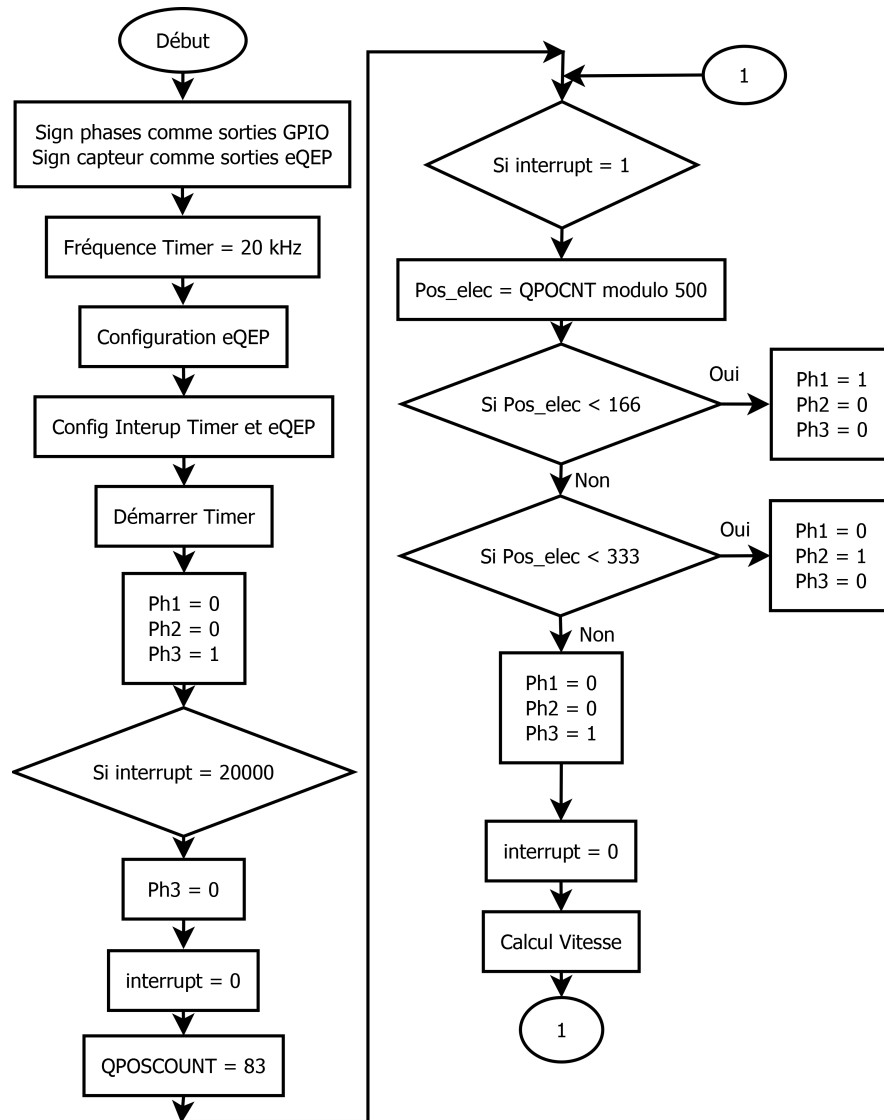 Début
Sign phases comme sorties GPIO
Sign capteur comme sorties eQEP
Fréquence Timer = 20 kHz
Configuration eQEP
Config Interup Timer et eQEP
Démarrer Timer
Ph1 = 0
Ph2 = 0
Ph3 = 1
Si interrupt = 20000
Ph3 = 0
interrupt = 0
QPOSCOUNT = 83
1
Si interrupt = 1
Pos_elec = QPOCNT modulo 500
Si Pos_elec < 166
Oui
Ph1 = 1
Ph2 = 0
Ph3 = 0
Non
Si Pos_elec < 333
Oui
Ph1 = 0
Ph2 = 1
Ph3 = 0
Non
Ph1 = 0
Ph2 = 0
Ph3 = 1
interrupt = 0
Calcul Vitesse
1